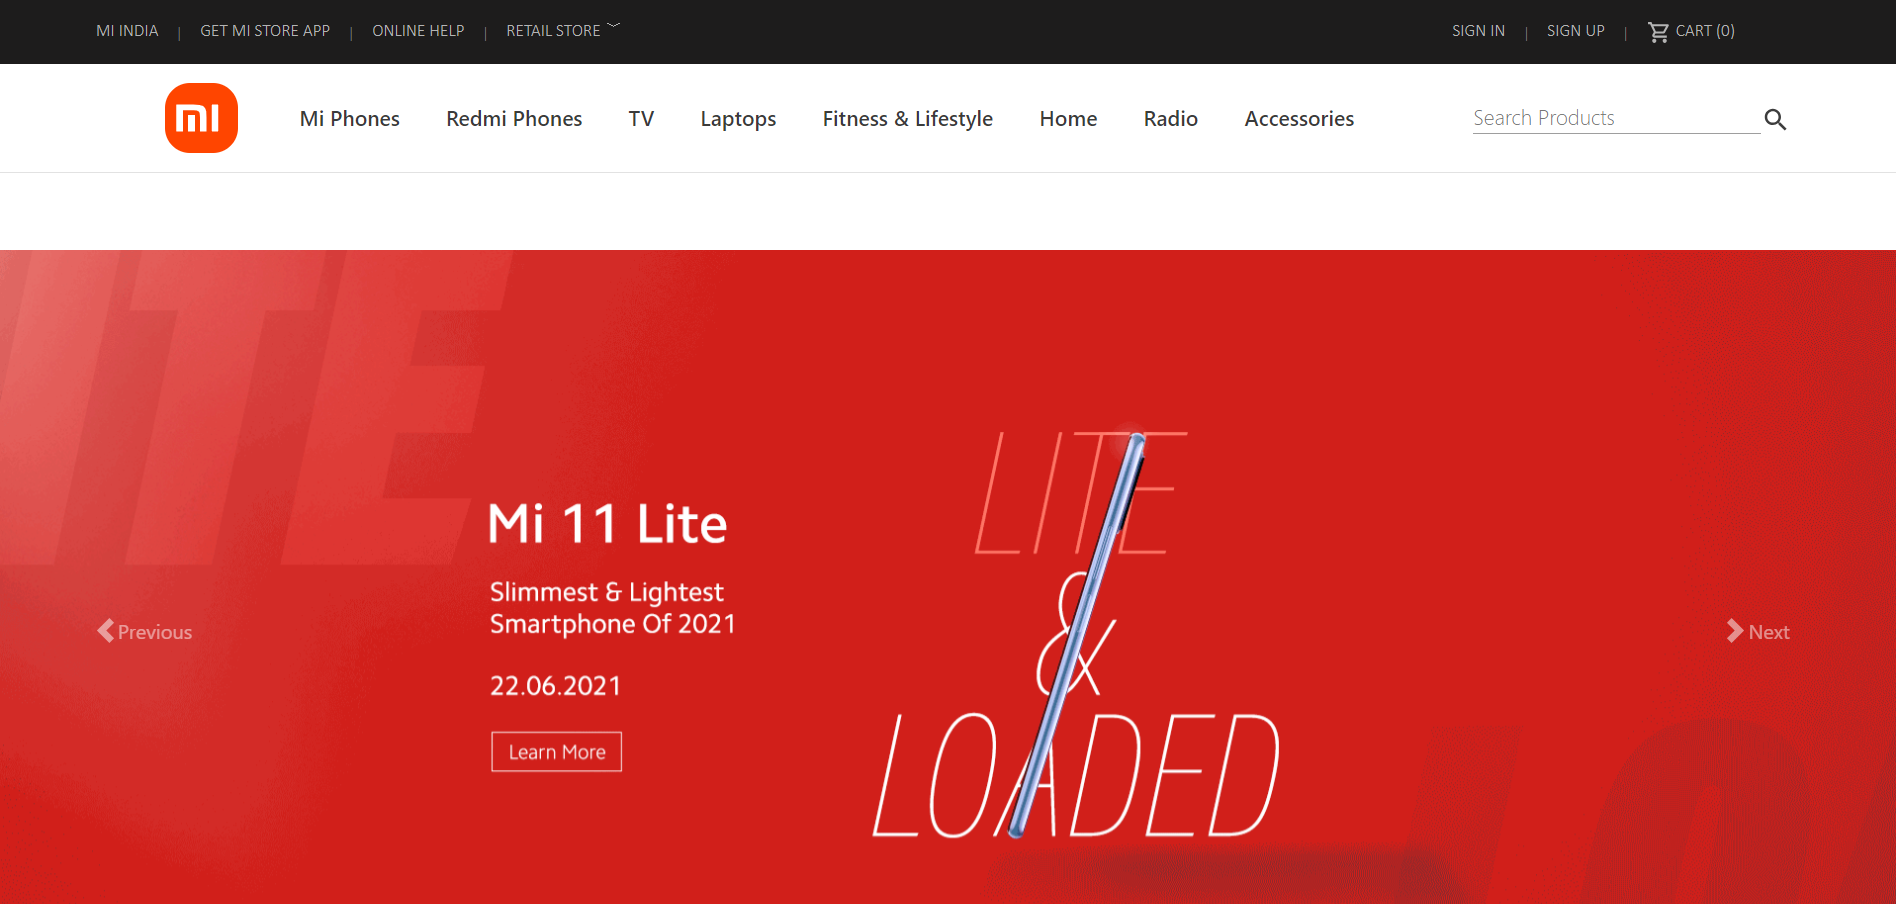 MI INDIA | GET MI STORE APP | ONLINE HELP | RETAIL STORE
SIGN IN | SIGN UP | CART (0)
mi
Mi Phones Redmi Phones TV Laptops Fitness & Lifestyle Home Radio Accessories
Search Products
ITE
LITE
&
LOADED
Mi 11 Lite
Slimmest & Lightest
Smartphone Of 2021
22.06.2021
Learn More
Previous
Next
LO